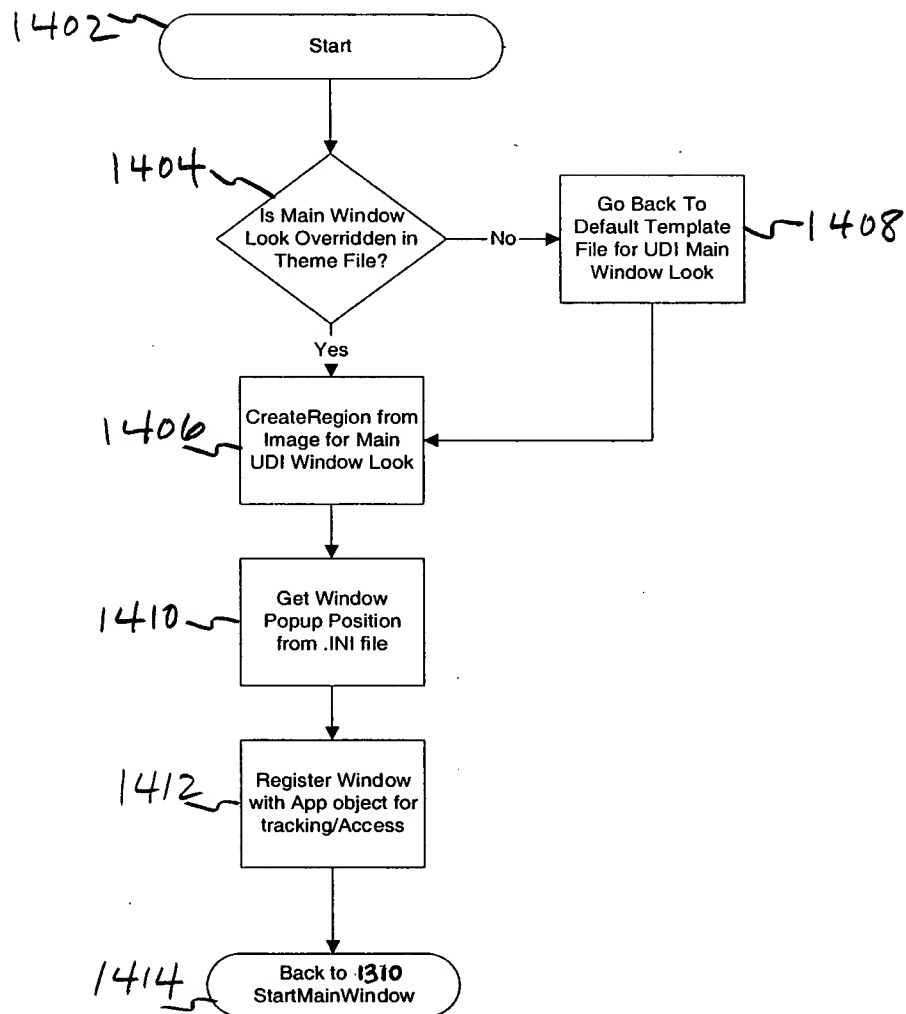 1402
Start
1404
Is Main Window
Look Overridden in
Theme File?
No
Go Back To
Default Template
File for UDI Main
Window Look
1408
Yes
1406
CreateRegion from
Image for Main
UDI Window Look
1410
Get Window
Popup Position
from .INI file
1412
Register Window
with App object for
tracking/Access
1414
Back to 1310
StartMainWindow